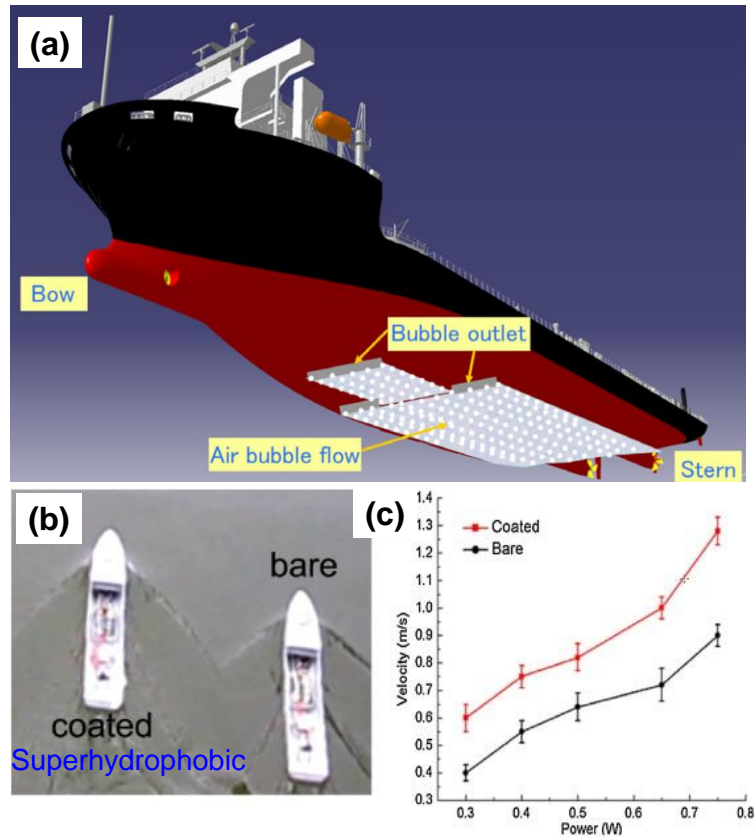 (a)
Bow
Bubble outlet
Air bubble flow
Stern
(b)
coated
Superhydrophobic
bare
(c)
Coated
Bare
1.4
1.3
1.2
1.1
1.0
0.9
0.8
0.7
0.6
0.5
0.4
0.3
Velocity (m/s)
0.3 0.4 0.5 0.6 0.7 0.8
Power (W)